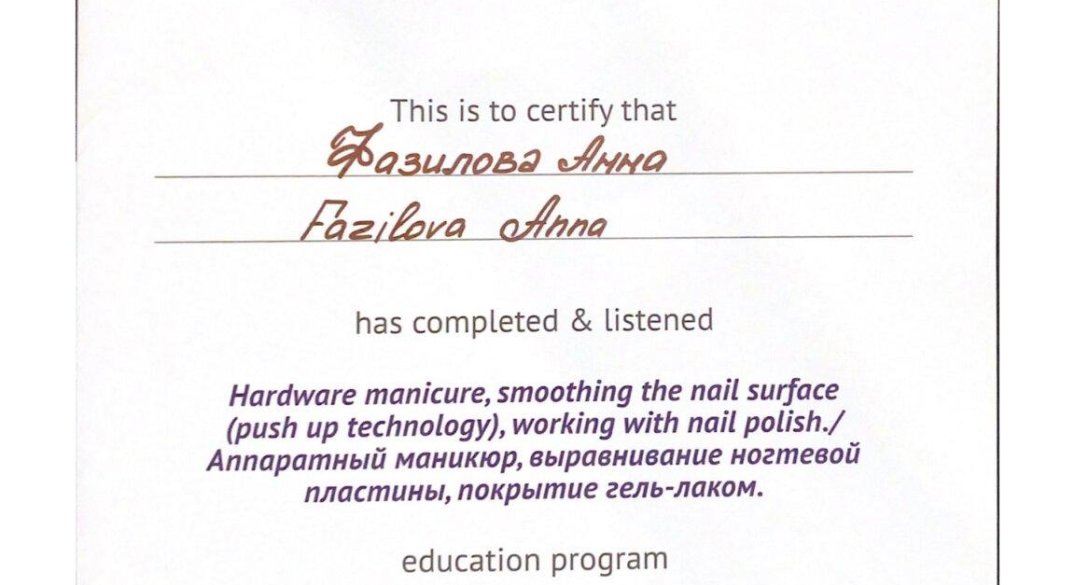 This is to certify that
Фазилова Анна
Fazilova Anna
has completed & listened
Hardware manicure, smoothing the nail surface
(push up technology), working with nail polish./
Аппаратный маникюр, выравнивание ногтевой
пластины, покрытие гель-лаком.
education program